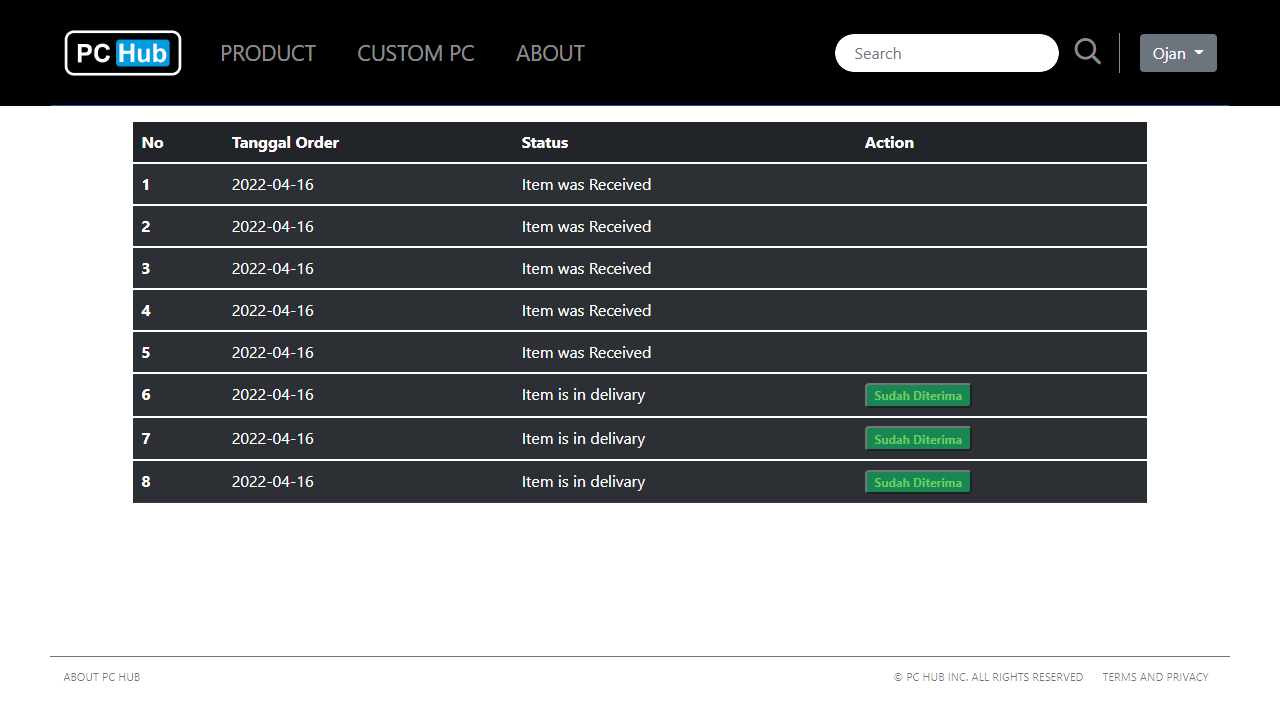 PC Hub PRODUCT CUSTOM PC ABOUT Search Ojan
No Tanggal Order Status Action
1 2022-04-16 Item was Received
2 2022-04-16 Item was Received
3 2022-04-16 Item was Received
4 2022-04-16 Item was Received
5 2022-04-16 Item was Received
6 2022-04-16 Item is in delivary Sudah Diterima
7 2022-04-16 Item is in delivary Sudah Diterima
8 2022-04-16 Item is in delivary Sudah Diterima
ABOUT PC HUB © PC HUB INC. ALL RIGHTS RESERVED TERMS AND PRIVACY